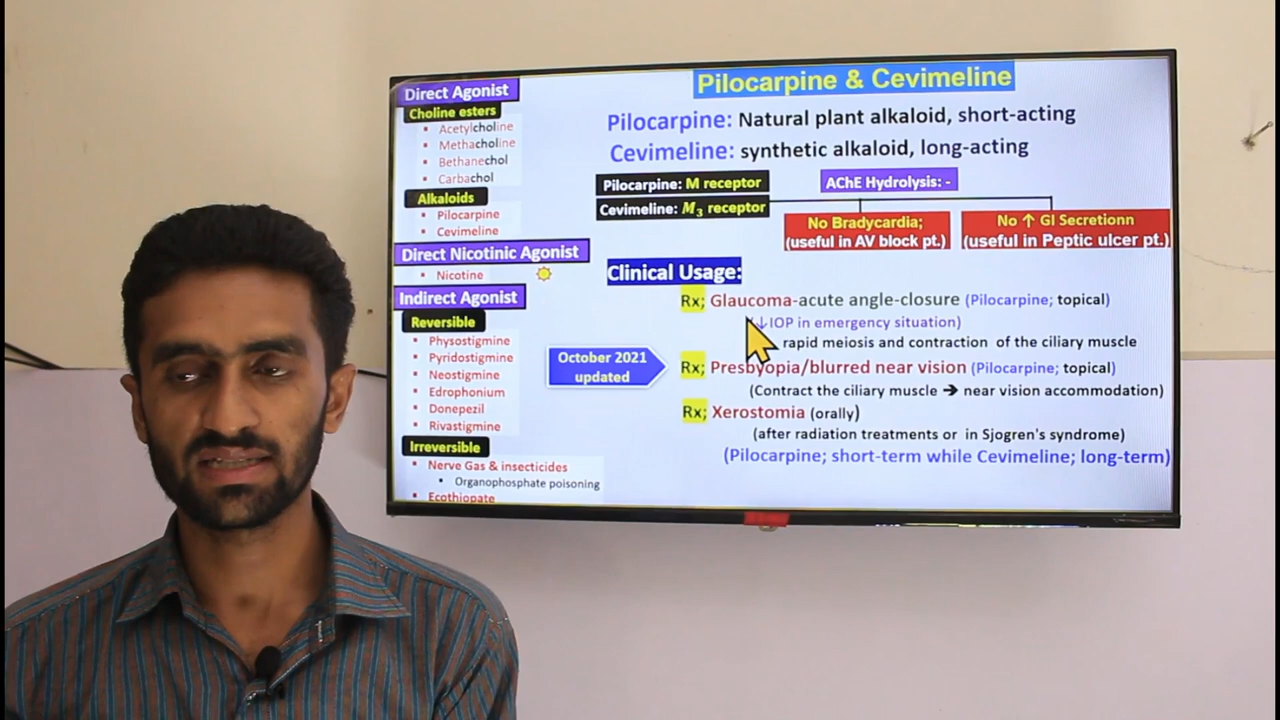 Direct Agonist
Choline esters
Acetylcholine
Methacholine
Bethanechol
Carbachol
Alkaloids
Pilocarpine
Cevimeline
Direct Nicotinic Agonist
Nicotine
Indirect Agonist
Reversible
Physostigmine
Pyridostigmine
Neostigmine
Edrophonium
Donepezil
Rivastigmine
Irreversible
Nerve Gas & insecticides
Organophosphate poisoning
Ecothiopate
Pilocarpine & Cevimeline
Pilocarpine: Natural plant alkaloid, short-acting
Cevimeline: synthetic alkaloid, long-acting
Pilocarpine: M receptor
Cevimeline: M₃ receptor
AChE Hydrolysis: -
No Bradycardia;
(useful in AV block pt.)
No ↑ GI Secretionn
(useful in Peptic ulcer pt.)
Clinical Usage:
Rx; Glaucoma-acute angle-closure (Pilocarpine; topical)
↓IOP in emergency situation)
rapid meiosis and contraction of the ciliary muscle
October 2021
updated
Rx; Presbyopia/blurred near vision (Pilocarpine; topical)
(Contract the ciliary muscle ➔ near vision accommodation)
Rx; Xerostomia (orally)
(after radiation treatments or in Sjogren's syndrome)
(Pilocarpine; short-term while Cevimeline; long-term)